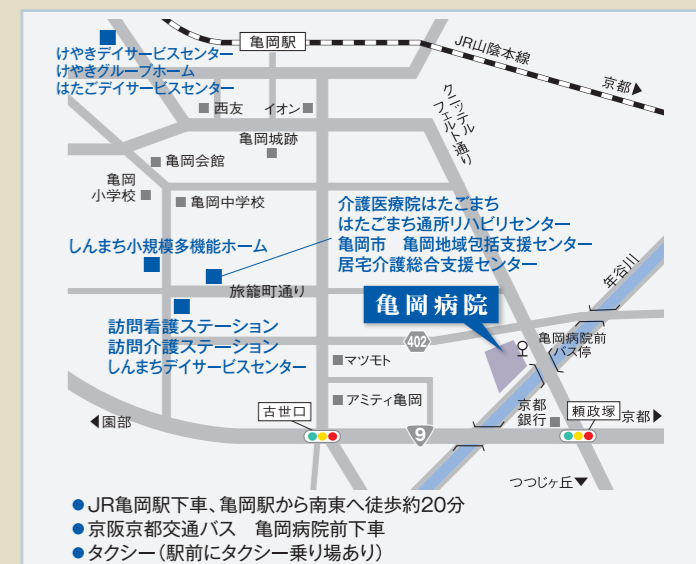 亀岡駅
JR山陰本線
京都▶
けやきデイサービスセンター
けやきグループホーム
はたごデイサービスセンター
西友
イオン
クニッテル
フェルト通り
亀岡城跡
亀岡会館
亀岡
小学校
亀岡中学校
介護医療院はたごまち
はたごまち通所リハビリセンター
亀岡市　亀岡地域包括支援センター
居宅介護総合支援センター
しんまち小規模多機能ホーム
旅籠町通り
年谷川
亀岡病院
訪問看護ステーション
訪問介護ステーション
しんまちデイサービスセンター
402
亀岡病院前
バス停
マツモト
アミティ亀岡
古世口
京都
銀行
頼政塚
京都▶
◀園部
9
つつじヶ丘▼
●JR亀岡駅下車、亀岡駅から南東へ徒歩約20分
●京阪京都交通バス　亀岡病院前下車
●タクシー（駅前にタクシー乗り場あり）